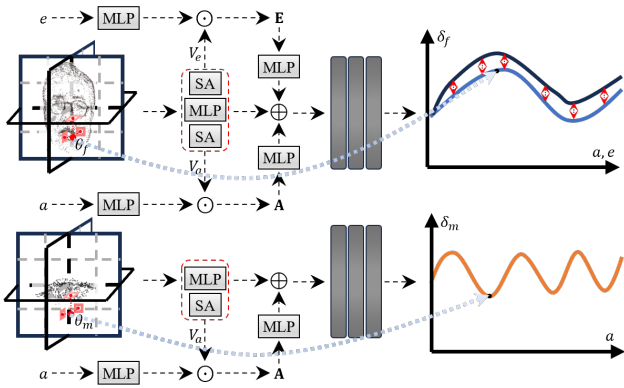 e MLP E δ_f
V_e MLP
SA
MLP
SA
θ_f
V_a MLP a, e
a MLP A δ_m
MLP
SA
θ_m
V_a MLP a
a MLP A